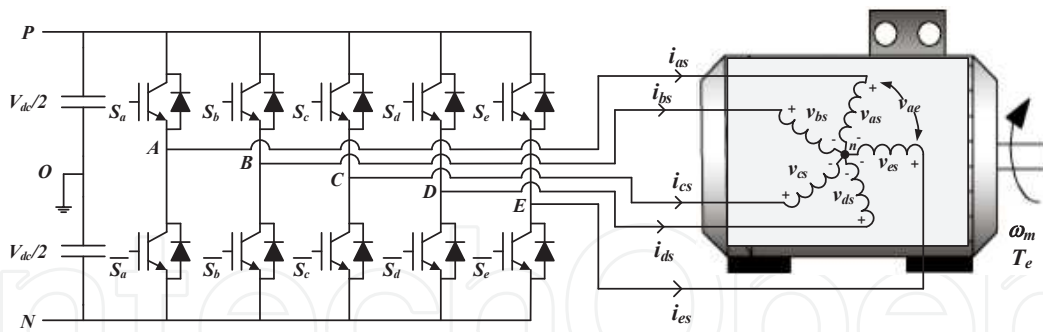 P
V_dc/2
O
V_dc/2
N
S_a S_b S_c S_d S_e
A B C D E
S̅_a S̅_b S̅_c S̅_d S̅_e
i_as
i_bs
i_cs
i_ds
i_es
+ v_as -
+ v_bs -
+ v_cs -
+ v_ds -
+ v_es -
v_ae
n
ω_m
T_e
ntechOpen